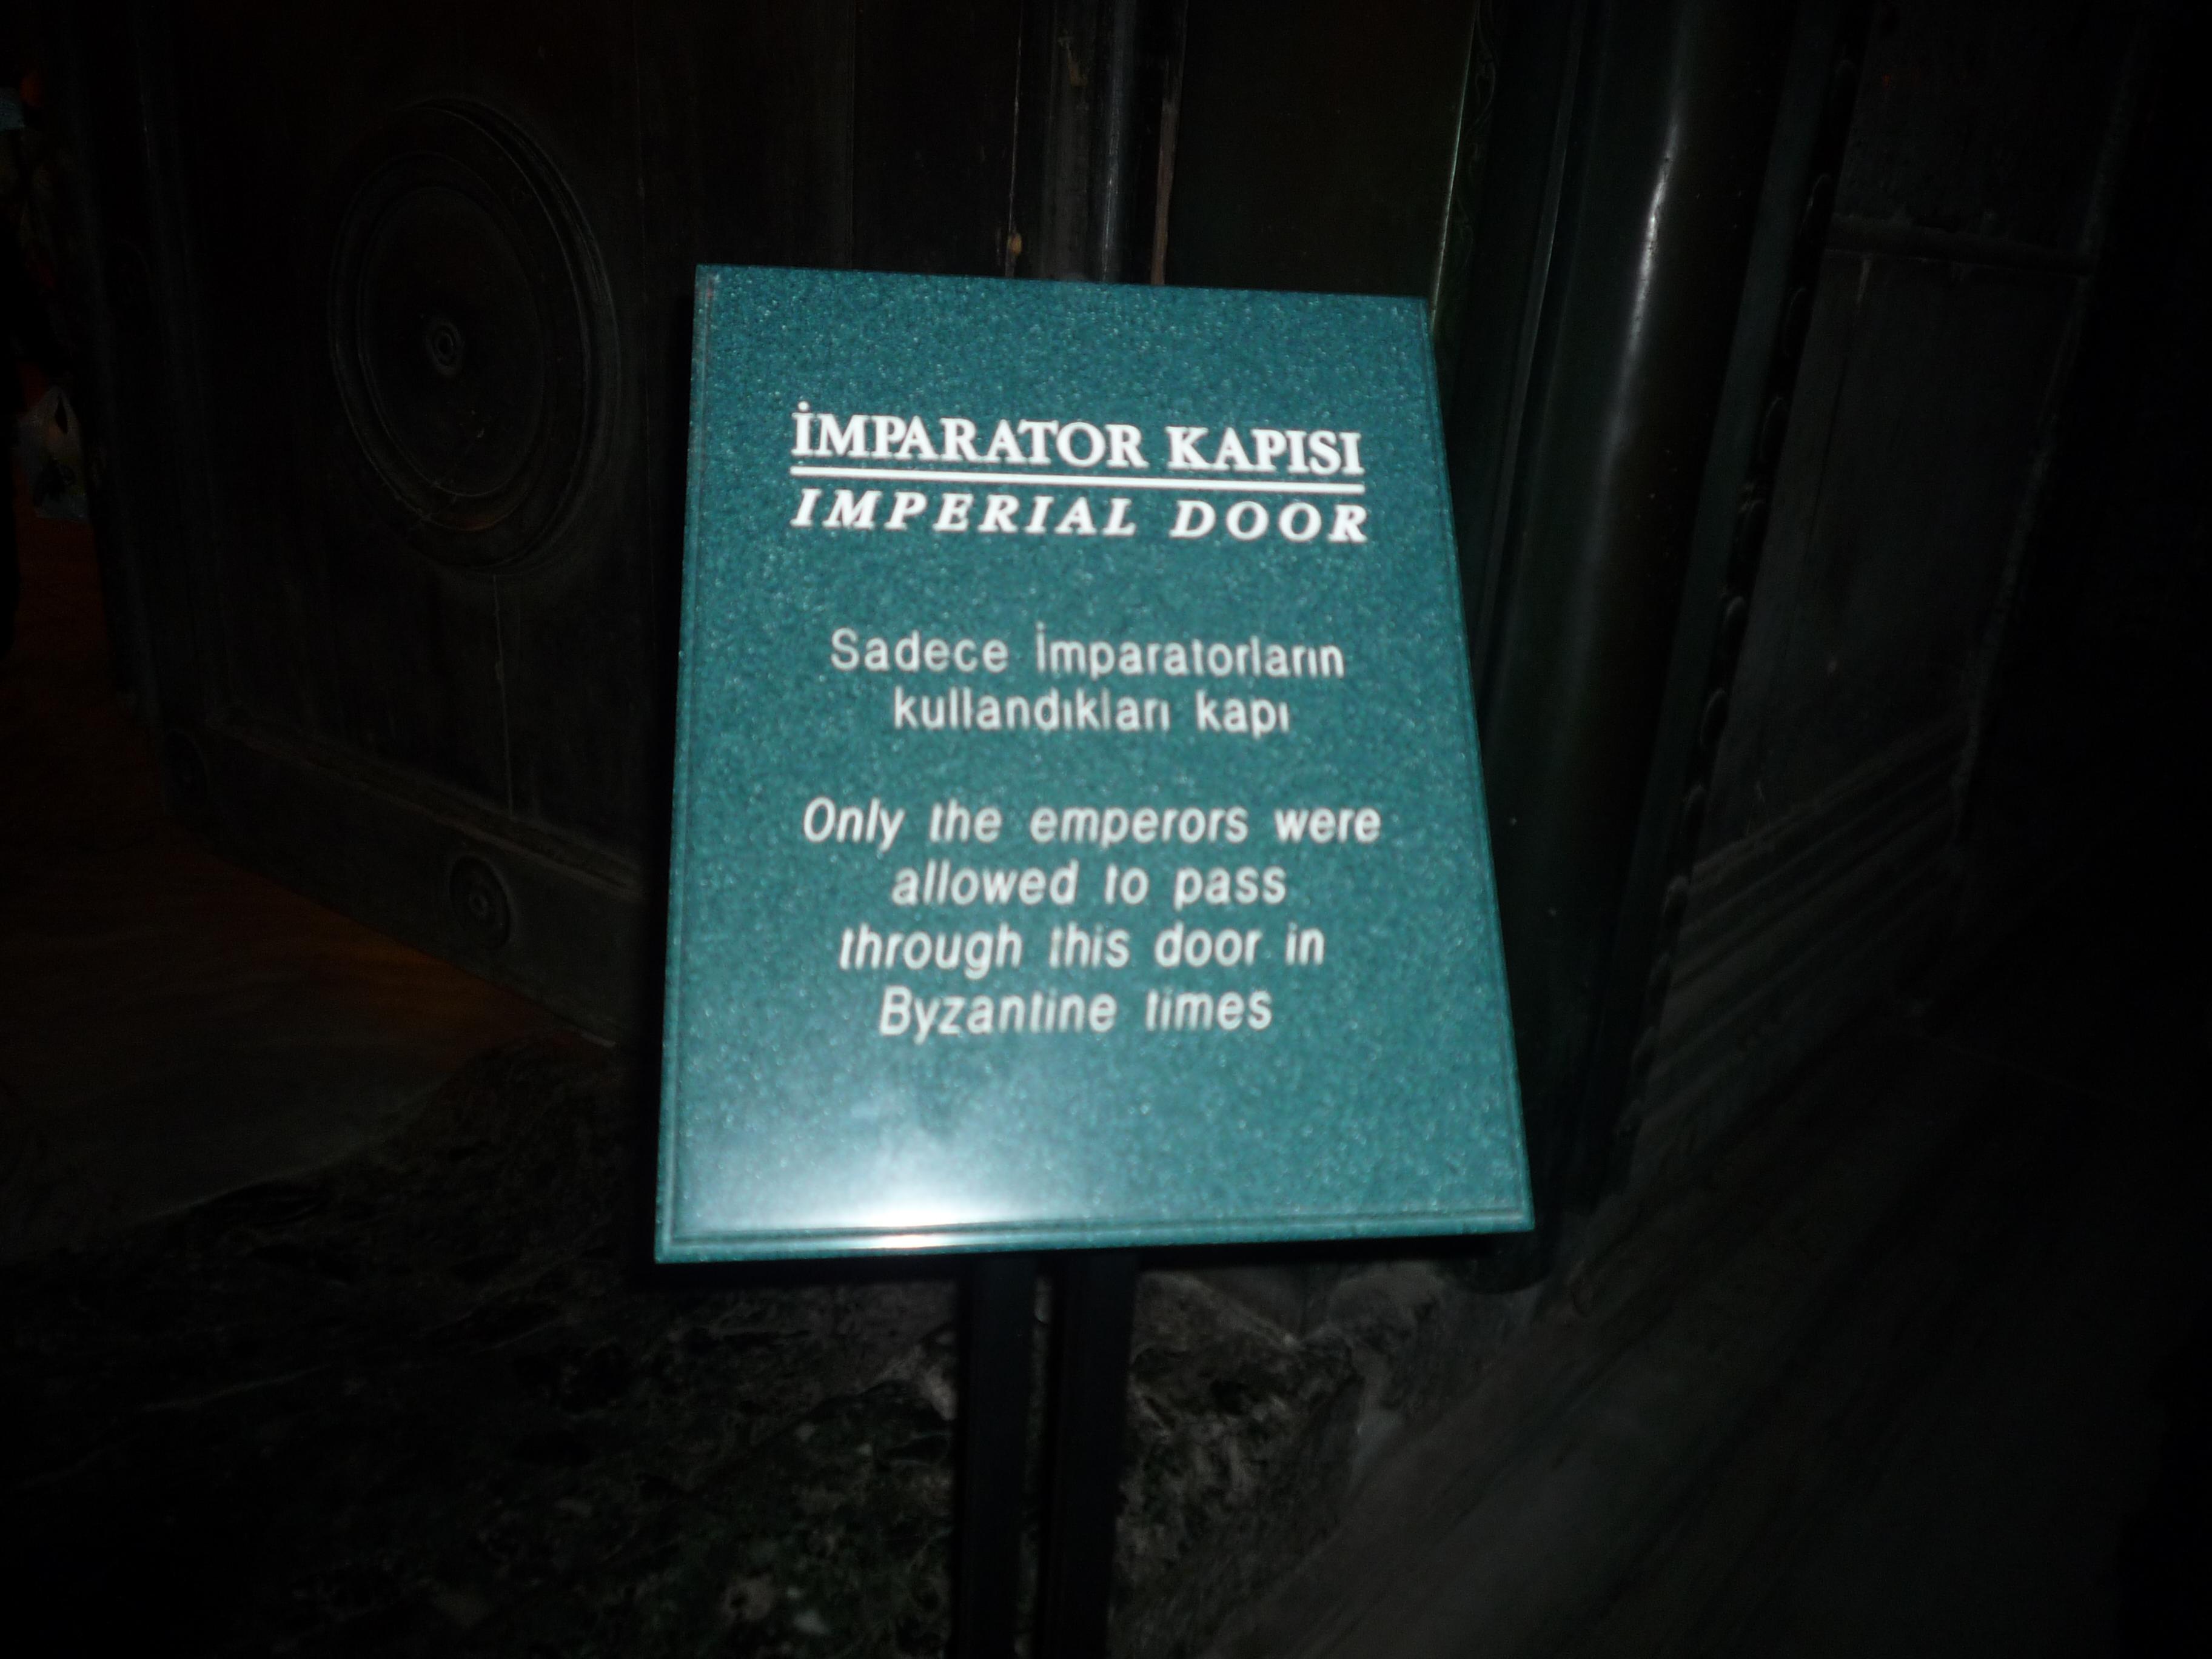 İMPARATOR KAPISI
IMPERIAL DOOR
Sadece İmparatorların
kullandıkları kapı
Only the emperors were
allowed to pass
through this door in
Byzantine times